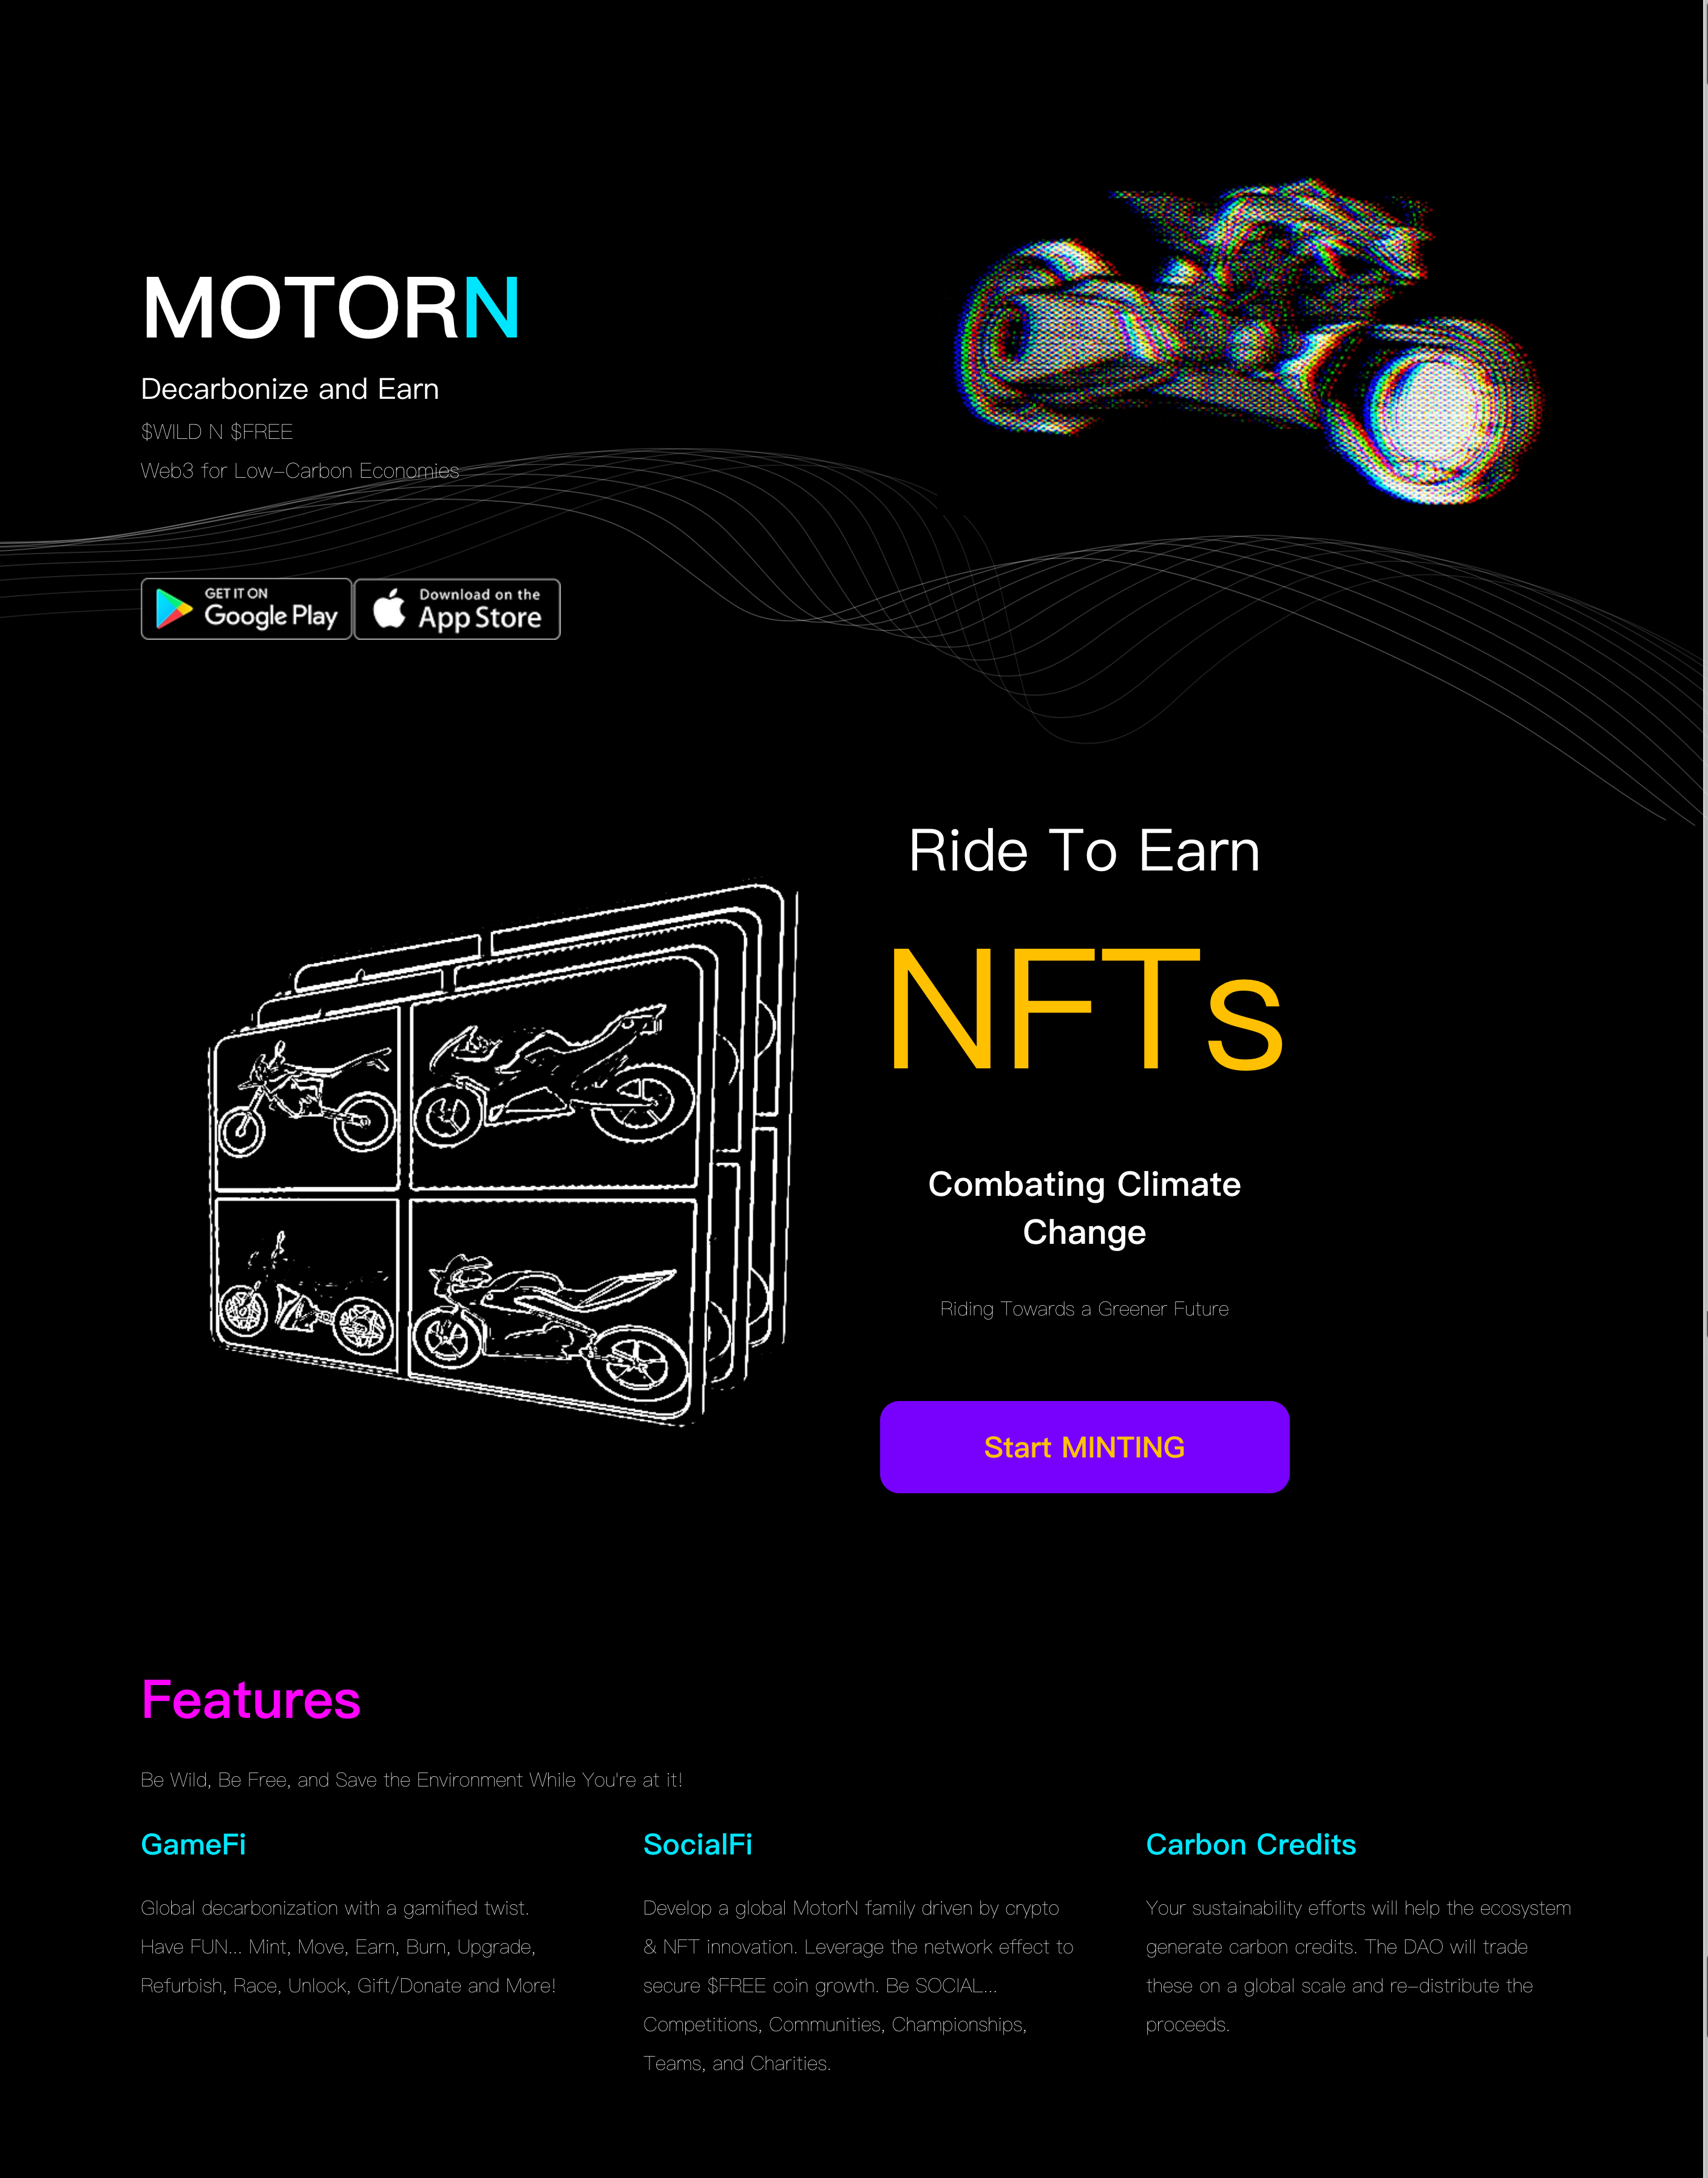 MOTORN
Decarbonize and Earn
$WILD N $FREE
Web3 for Low-Carbon Economies
GET IT ON
Google Play
Download on the
App Store
Ride To Earn
NFTs
Combating Climate
Change
Riding Towards a Greener Future
Start MINTING
Features
Be Wild, Be Free, and Save the Environment While You're at it!
GameFi
Global decarbonization with a gamified twist.
Have FUN... Mint, Move, Earn, Burn, Upgrade,
Refurbish, Race, Unlock, Gift/Donate and More!
SocialFi
Develop a global MotorN family driven by crypto
& NFT innovation. Leverage the network effect to
secure $FREE coin growth. Be SOCIAL...
Competitions, Communities, Championships,
Teams, and Charities.
Carbon Credits
Your sustainability efforts will help the ecosystem
generate carbon credits. The DAO will trade
these on a global scale and re-distribute the
proceeds.